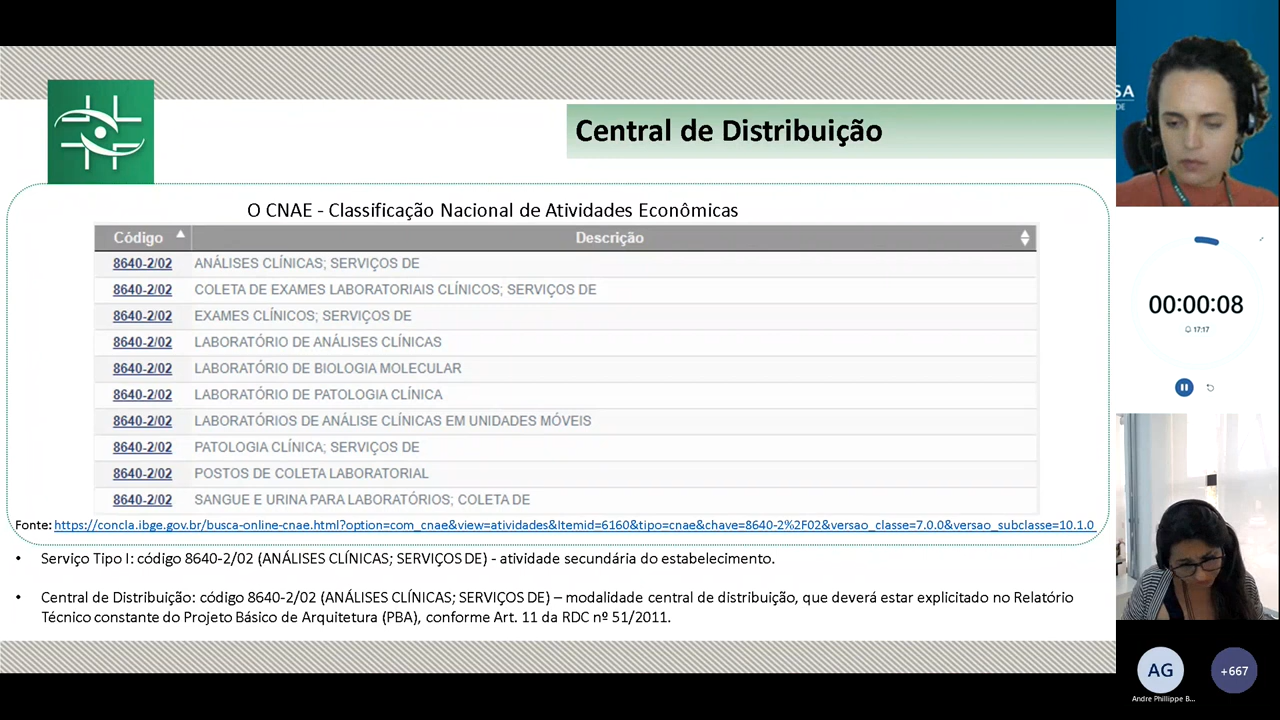 Central de Distribuição
O CNAE - Classificação Nacional de Atividades Econômicas
Código Descrição
8640-2/02 ANÁLISES CLÍNICAS; SERVIÇOS DE
8640-2/02 COLETA DE EXAMES LABORATORIAIS CLÍNICOS; SERVIÇOS DE
8640-2/02 EXAMES CLÍNICOS; SERVIÇOS DE
8640-2/02 LABORATÓRIO DE ANÁLISES CLÍNICAS
8640-2/02 LABORATÓRIO DE BIOLOGIA MOLECULAR
8640-2/02 LABORATÓRIO DE PATOLOGIA CLÍNICA
8640-2/02 LABORATÓRIOS DE ANÁLISE CLÍNICAS EM UNIDADES MÓVEIS
8640-2/02 PATOLOGIA CLÍNICA; SERVIÇOS DE
8640-2/02 POSTOS DE COLETA LABORATORIAL
8640-2/02 SANGUE E URINA PARA LABORATÓRIOS; COLETA DE
Fonte: https://concla.ibge.gov.br/busca-online-cnae.html?option=com_cnae&view=atividades&Itemid=6160&tipo=cnae&chave=8640-2%2F02&versao_classe=7.0.0&versao_subclasse=10.1.0
• Serviço Tipo I: código 8640-2/02 (ANÁLISES CLÍNICAS; SERVIÇOS DE) - atividade secundária do estabelecimento.
• Central de Distribuição: código 8640-2/02 (ANÁLISES CLÍNICAS; SERVIÇOS DE) – modalidade central de distribuição, que deverá estar explicitado no Relatório
Técnico constante do Projeto Básico de Arquitetura (PBA), conforme Art. 11 da RDC nº 51/2011.
SA
DE
00:00:08
17:17
AG
+667
Andre Phillippe B...